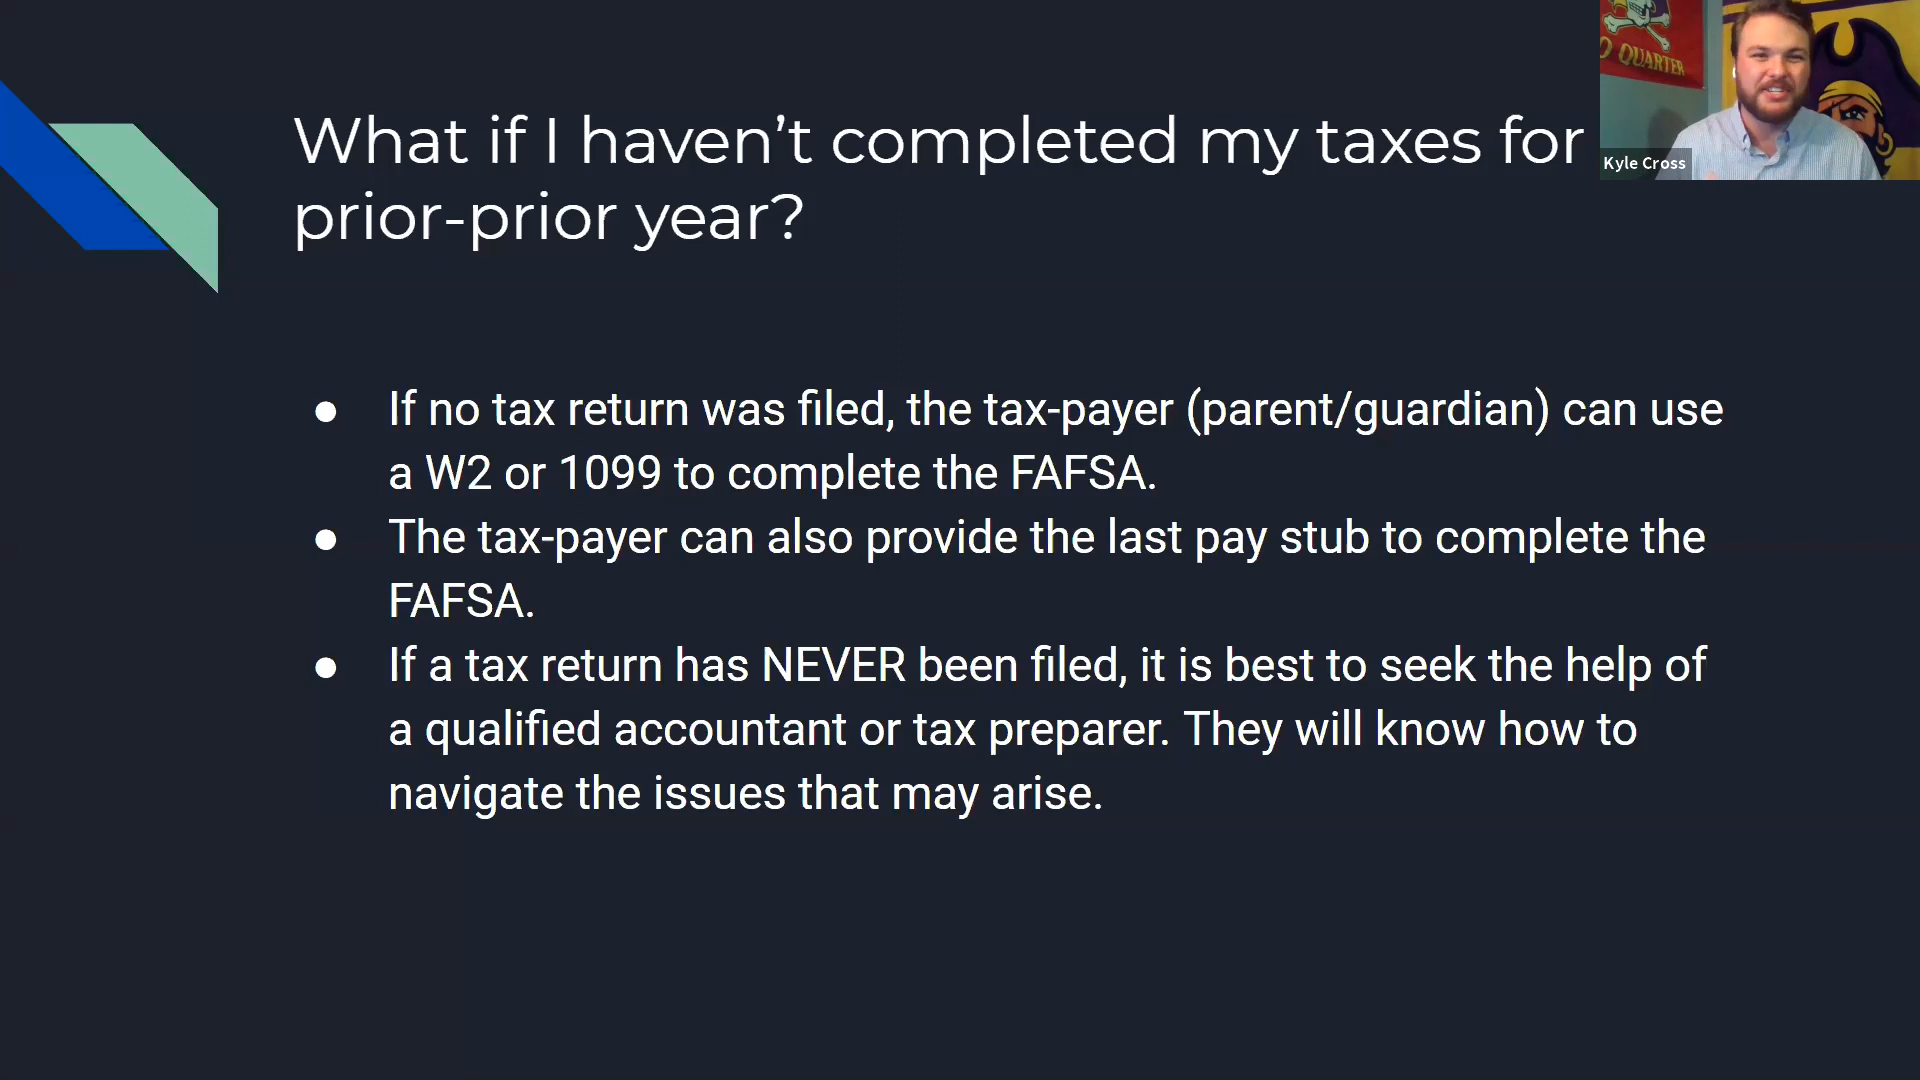 What if I haven’t completed my taxes for
prior-prior year?
QUARTER
Kyle Cross
● If no tax return was filed, the tax-payer (parent/guardian) can use
a W2 or 1099 to complete the FAFSA.
● The tax-payer can also provide the last pay stub to complete the
FAFSA.
● If a tax return has NEVER been filed, it is best to seek the help of
a qualified accountant or tax preparer. They will know how to
navigate the issues that may arise.